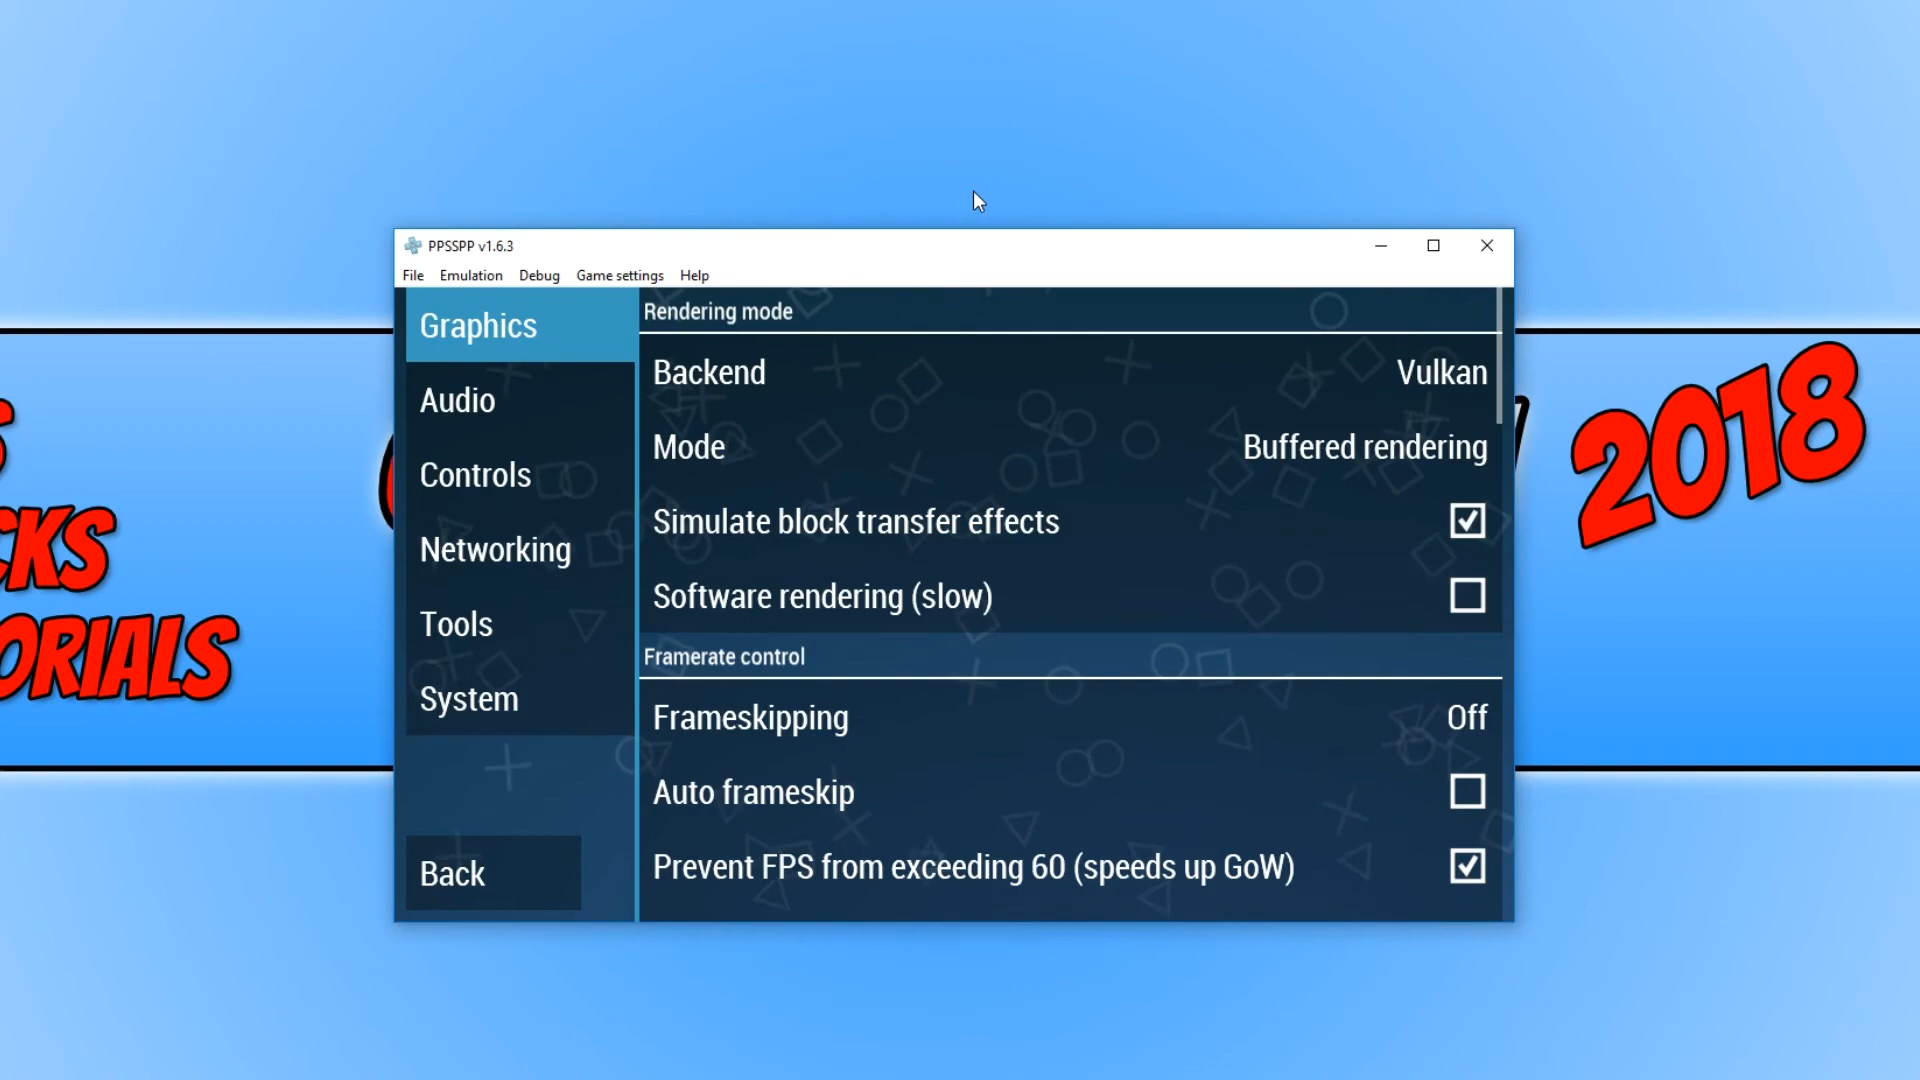 PPSSPP v1.6.3
File Emulation Debug Game settings Help
Graphics
Audio
Controls
Networking
Tools
System
Back
Rendering mode
Backend Vulkan
Mode Buffered rendering
Simulate block transfer effects
Software rendering (slow)
Framerate control
Frameskipping Off
Auto frameskip
Prevent FPS from exceeding 60 (speeds up GoW)
2018